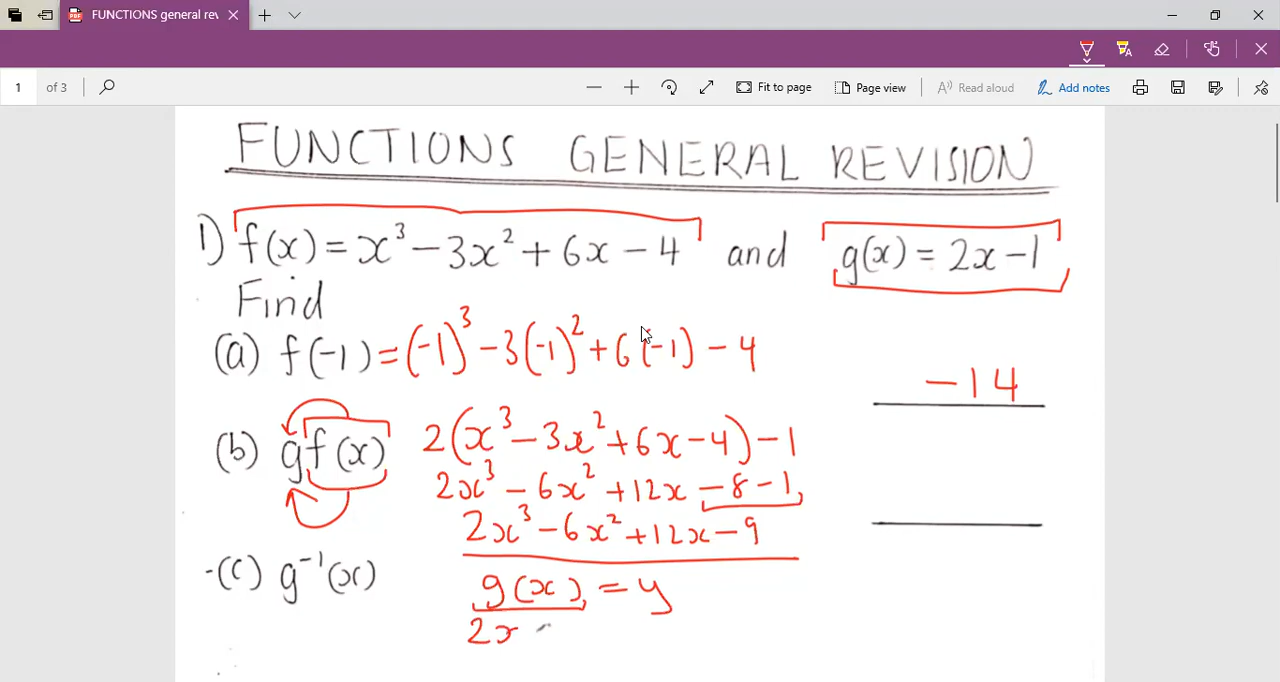 FUNCTIONS general rev
1 of 3 Fit to page Page view Read aloud Add notes
FUNCTIONS GENERAL REVISION
1) f(x) = x³ − 3x² + 6x − 4 and g(x) = 2x − 1
Find
(a) f(-1) = (-1)³ − 3(-1)² + 6(-1) − 4
−14
(b) gf(x) 2(x³ − 3x² + 6x − 4) − 1
2x³ − 6x² + 12x − 8 − 1
2x³ − 6x² + 12x − 9
(c) g⁻¹(x) g(x) = y
2x